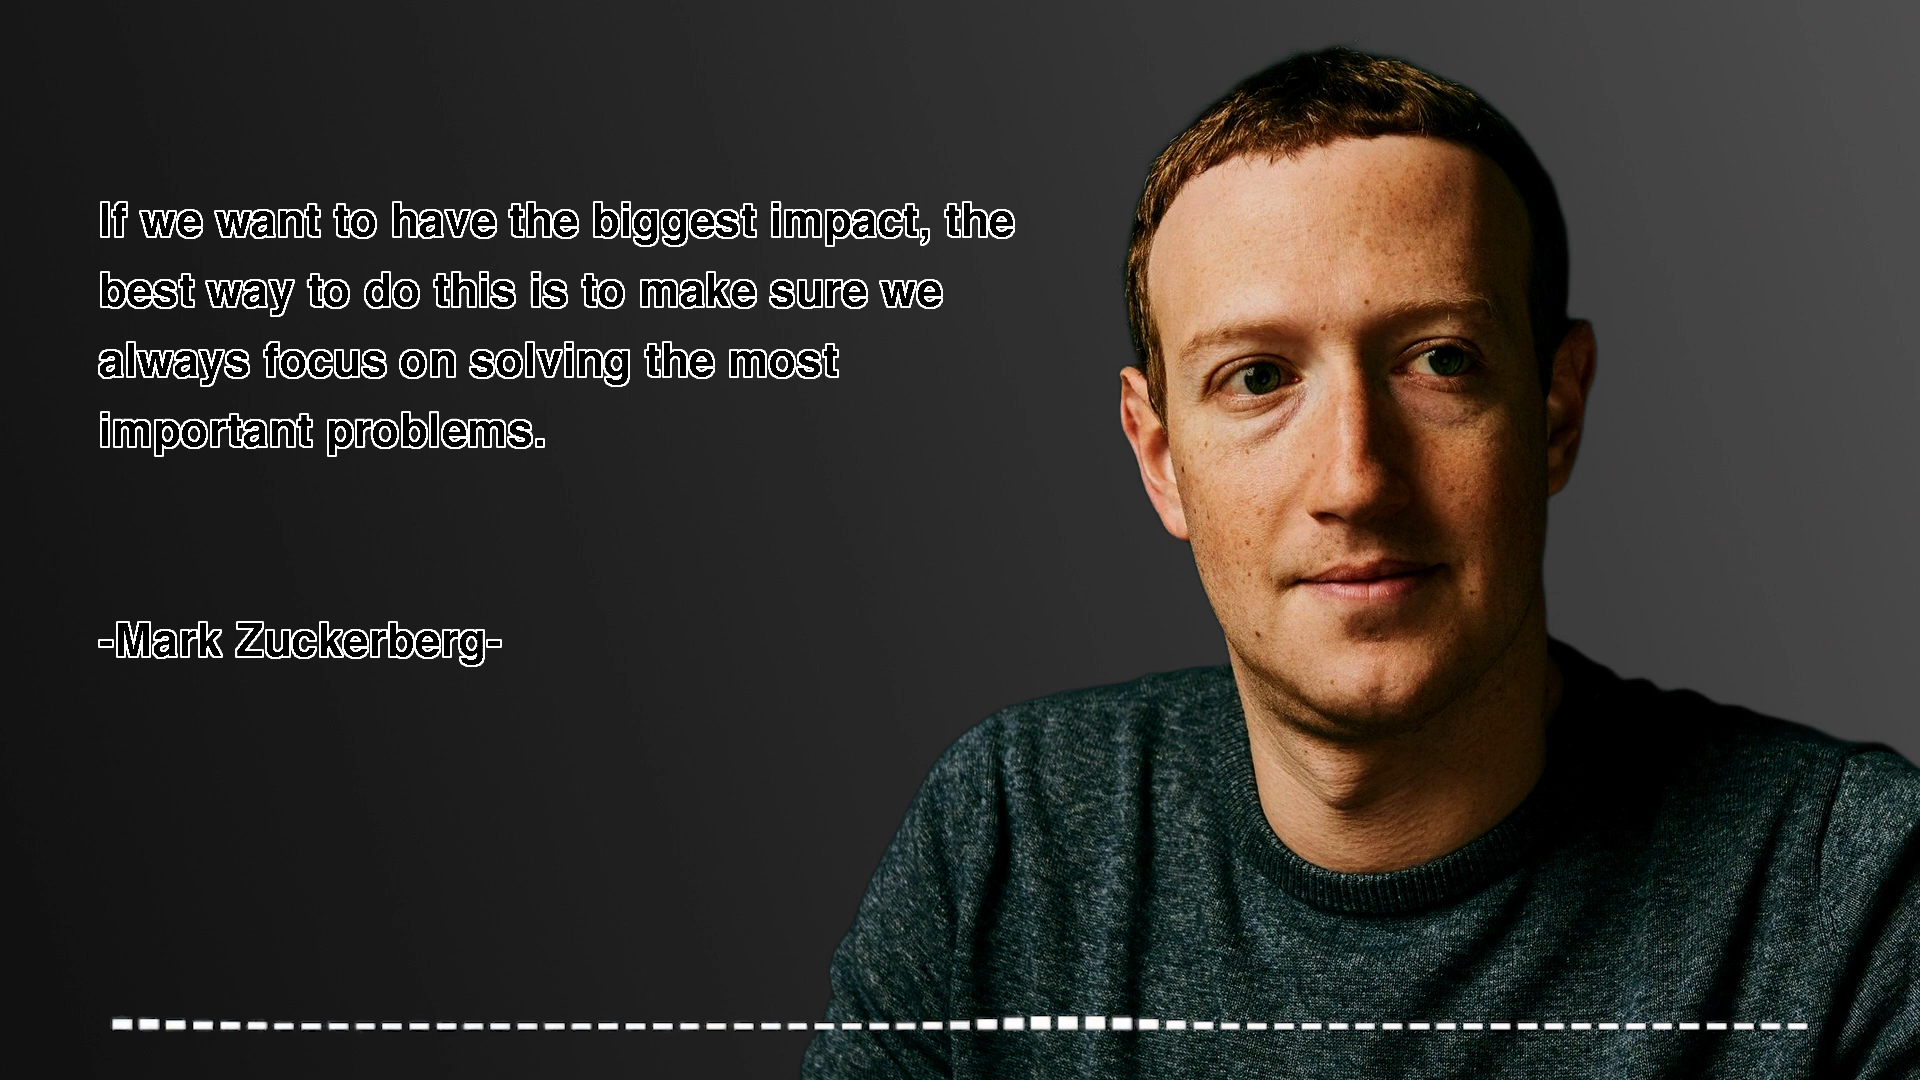 If we want to have the biggest impact, the
best way to do this is to make sure we
always focus on solving the most
important problems.
-Mark Zuckerberg-